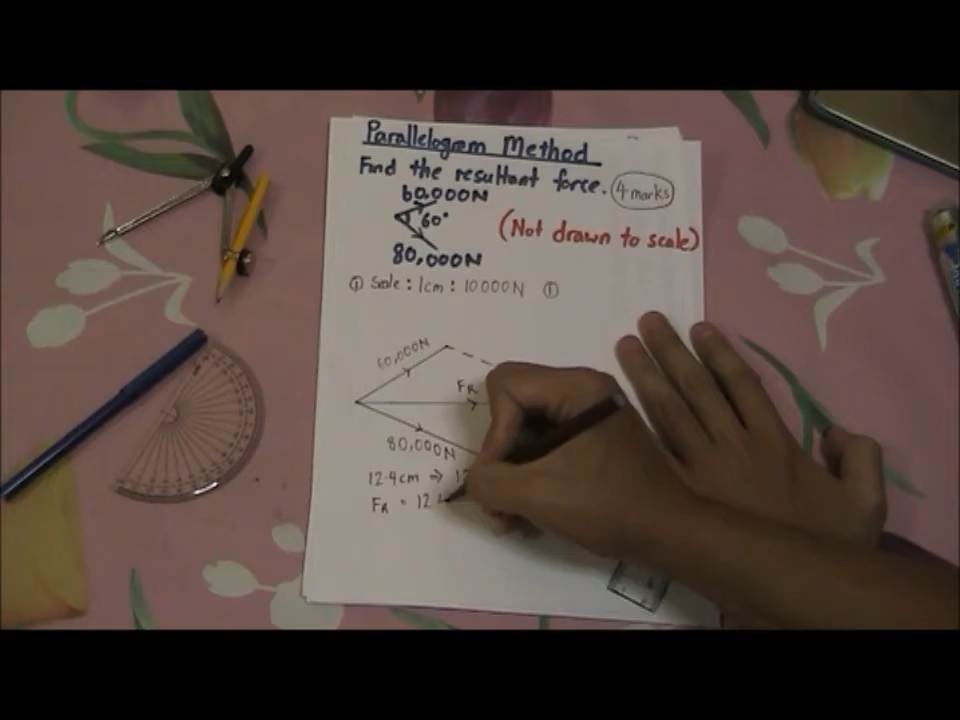 Parallelogram Method
Find the resultant force. 4 marks
60,000N
60°
(Not drawn to scale)
80,000N
① Scale : 1cm : 10000N ①
60,000N
FR
80,000N
12.4cm ⇒ 12
FR = 12